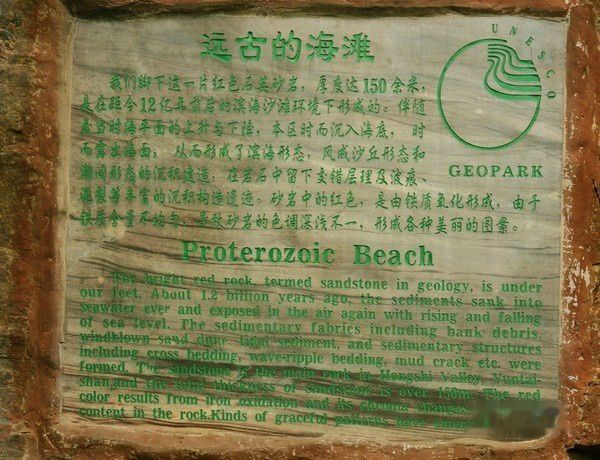 远古的海滩
UNESCO
GEOPARK
我们脚下这一片红色石英砂岩，厚度达150余米，
是在距今12亿年前后的滨海沙滩环境下形成的。伴随
着当时海平面的上升与下降，本区时而沉入海底，时
而露出海面，从而形成了滨海形态，风成沙丘形态和
潮间形态的沉积建造，在岩石中留下交错层理及波痕、
泥裂等丰富的沉积构造遗迹。砂岩中的红色，是由铁质氧化形成，由于
铁质含量不均匀，导致砂岩的色调深浅不一，形成各种美丽的图案。
Proterozoic Beach
The bright red rock, termed sandstone in geology, is under
our feet. About 1.2 billion years ago, the sediments sank into
seawater ever and exposed in the air again with rising and falling
of sea level. The sedimentary fabrics including bank debris,
windblown sand dune, tidal sediment, and sedimentary structures
including cross bedding, wave-ripple bedding, mud crack etc. were
formed. The sandstone is the main rock in Hongshi Valley, Yuntai-
shan,and the total thickness of sandstone is over 150m. The red
color results from iron oxidation and its chroma changes
content in the rock.Kinds of graceful patterns have